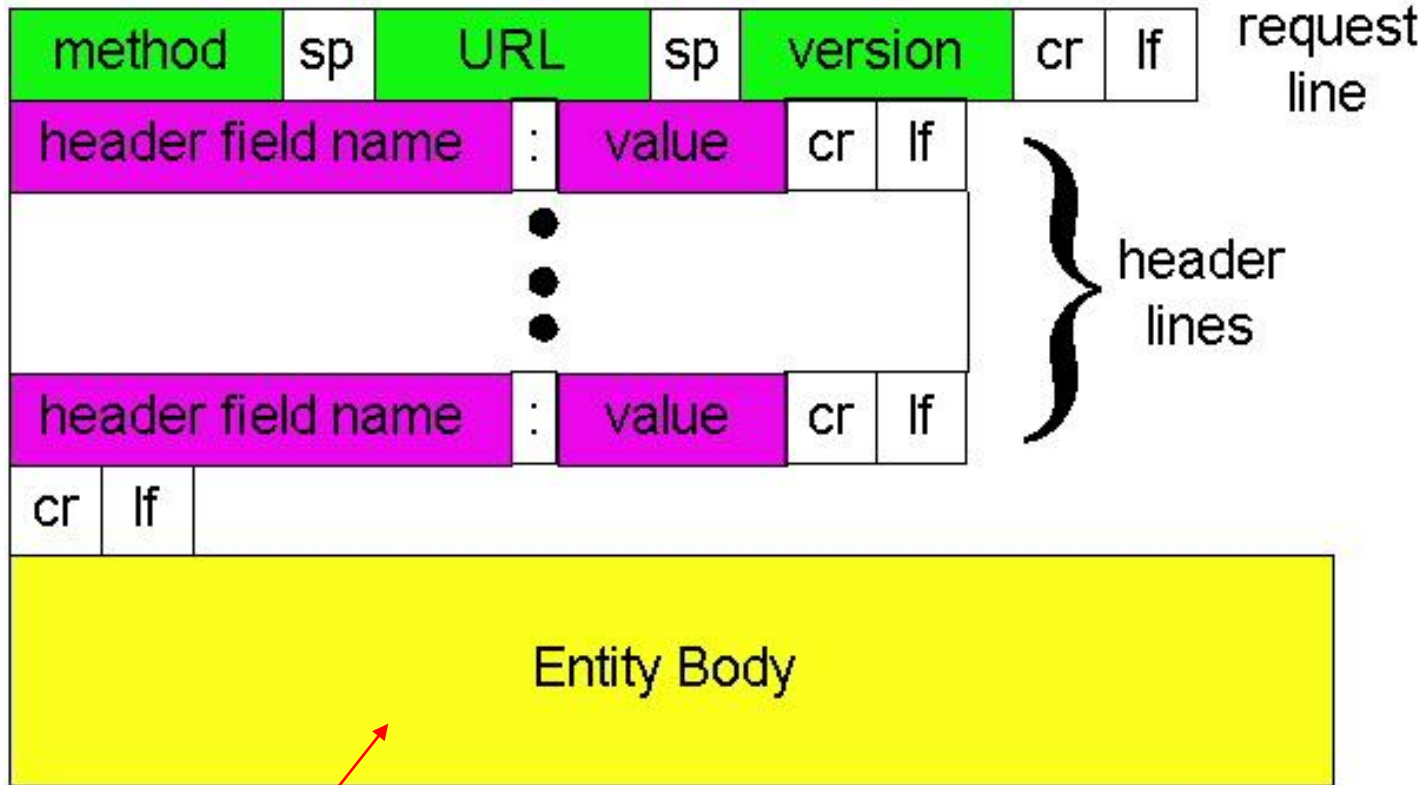 method sp URL sp version cr lf request line
header field name : value cr lf
header lines
header field name : value cr lf
cr lf
Entity Body